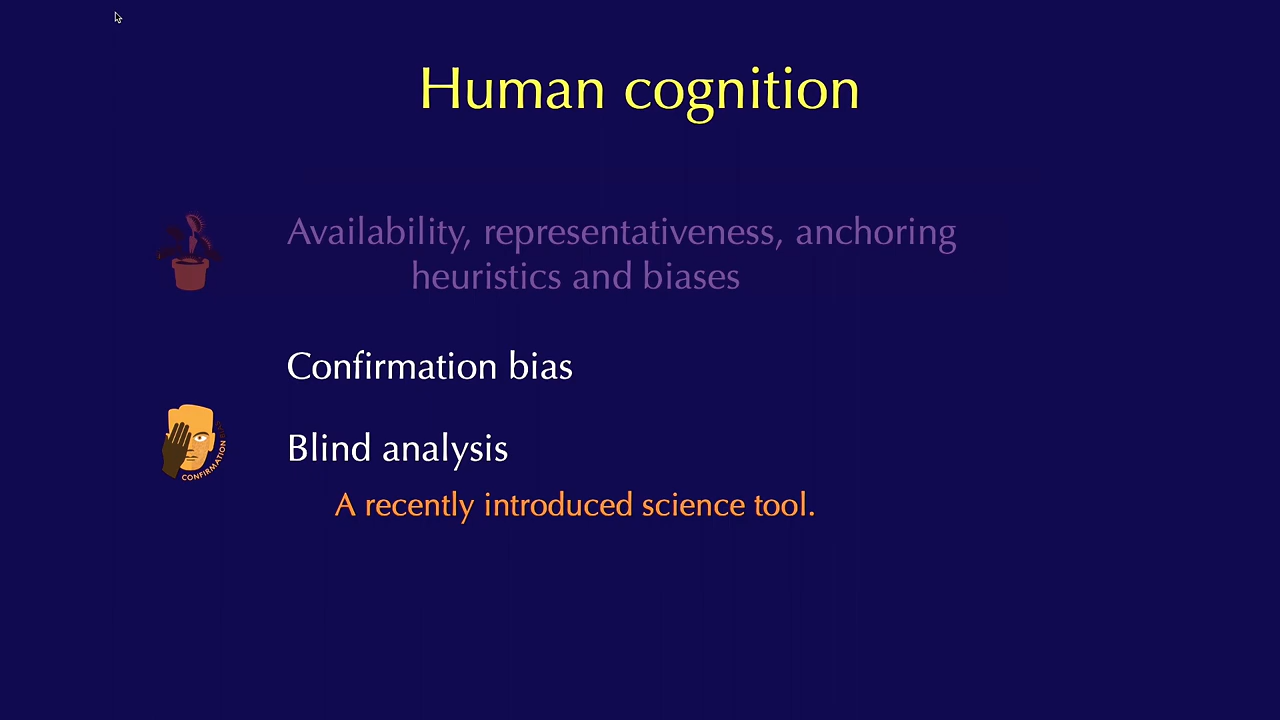 Human cognition
Availability, representativeness, anchoring
heuristics and biases
Confirmation bias
CONFIRMATION
Blind analysis
A recently introduced science tool.